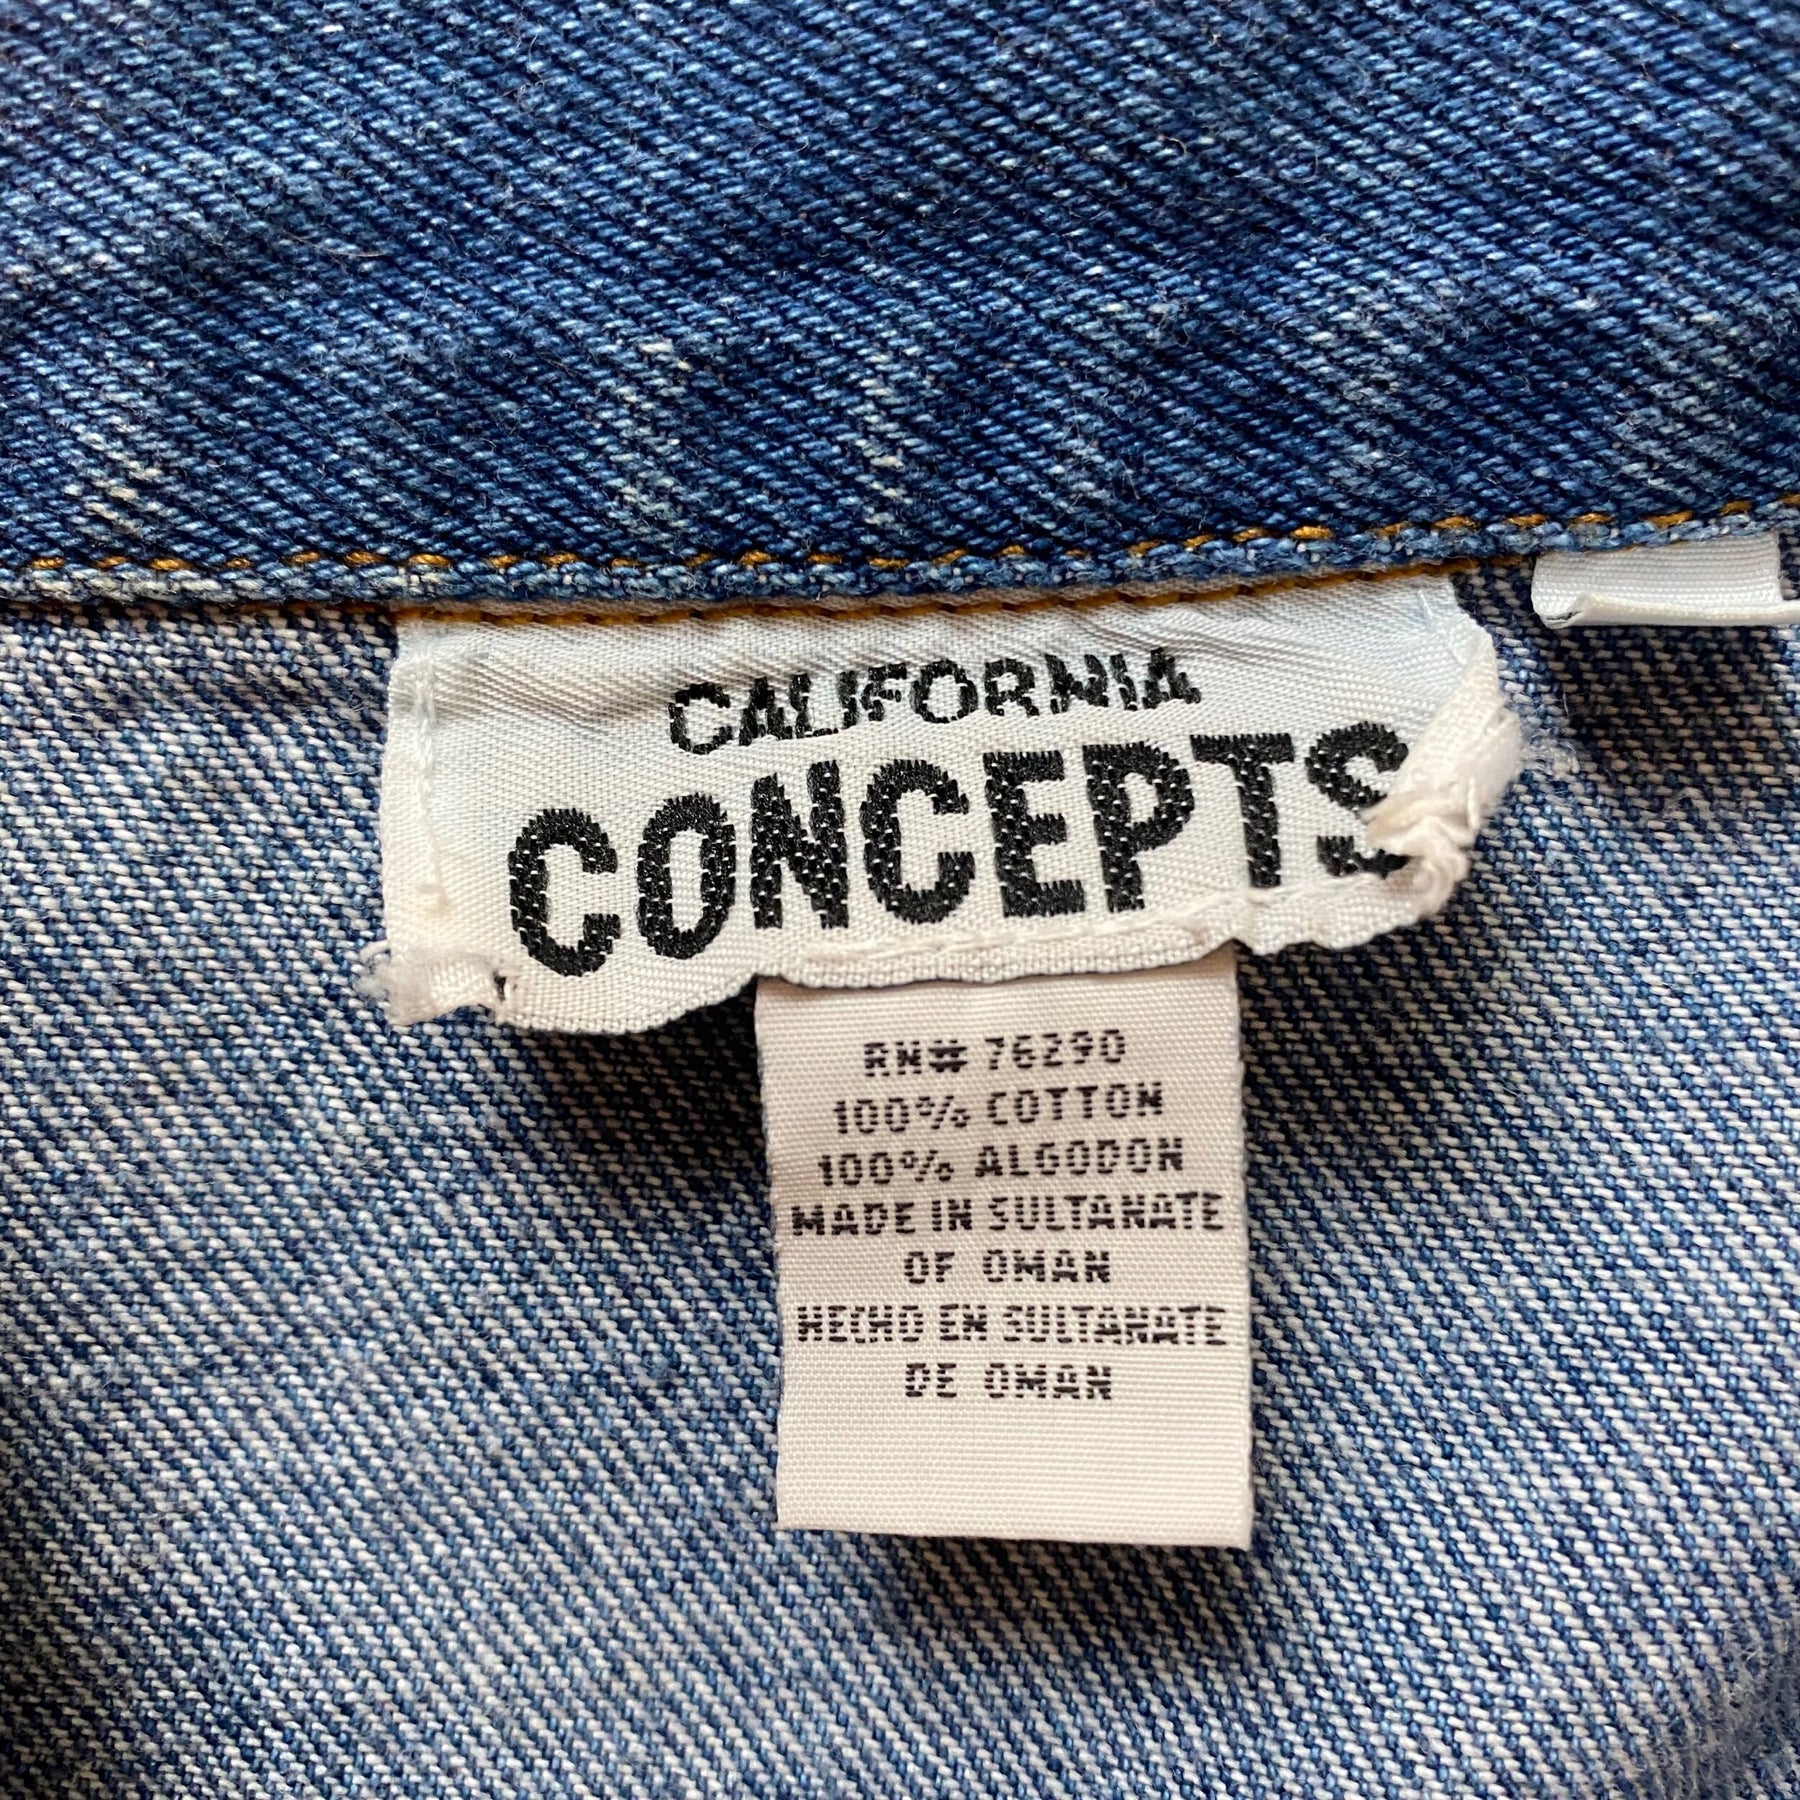 CALIFORNIA
CONCEPTS
RN# 76290
100% COTTON
100% ALGODON
MADE IN SULTANATE
OF OMAN
HECHO EN SULTANATE
DE OMAN